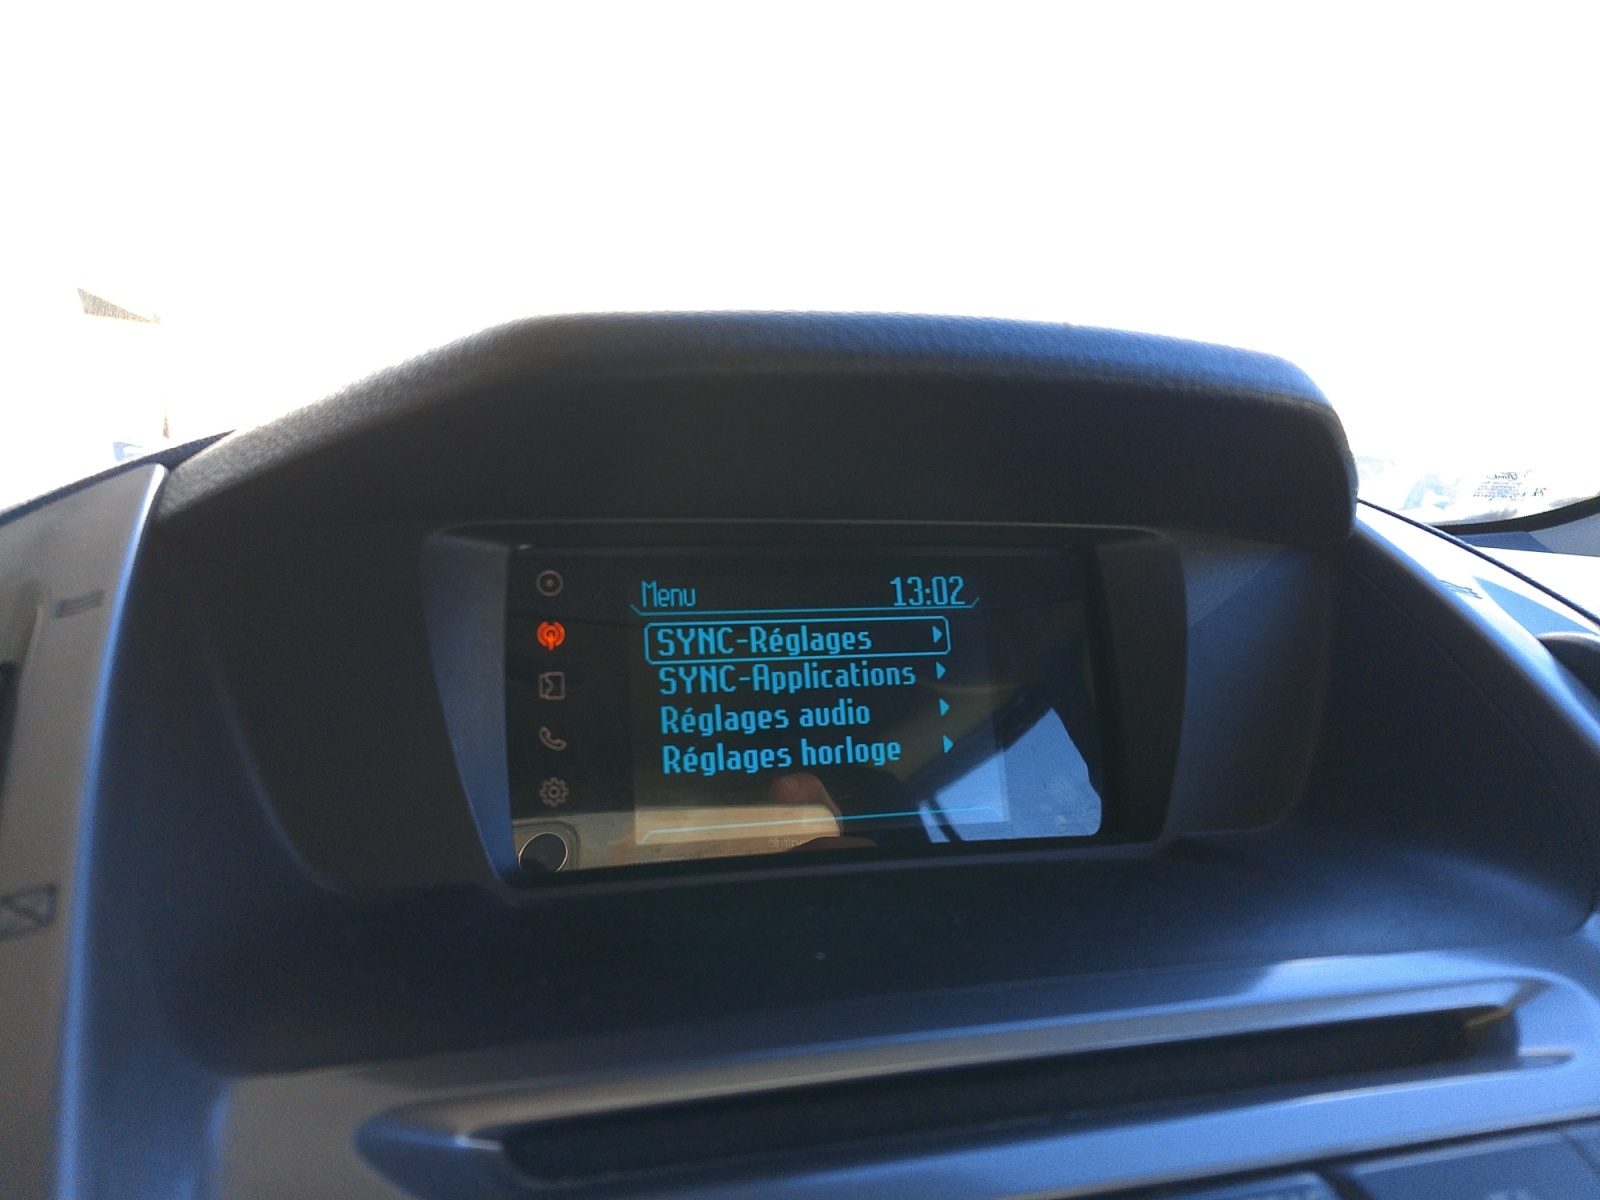 Menu 13:02
SYNC-Réglages
SYNC-Applications
Réglages audio
Réglages horloge